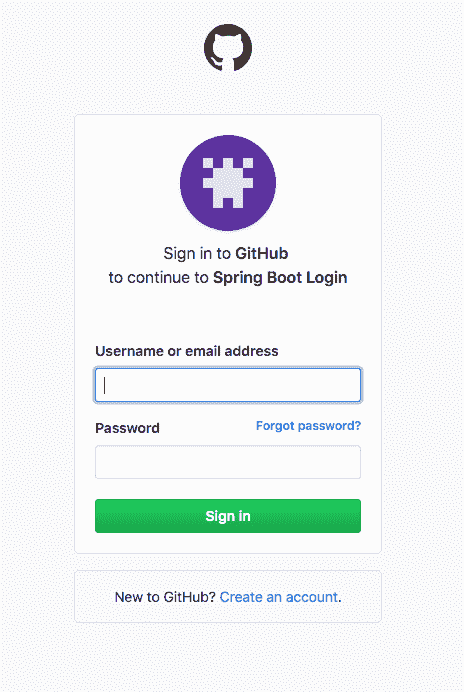 Sign in to GitHub
to continue to Spring Boot Login
Username or email address
Password Forgot password?
Sign in
New to GitHub? Create an account.